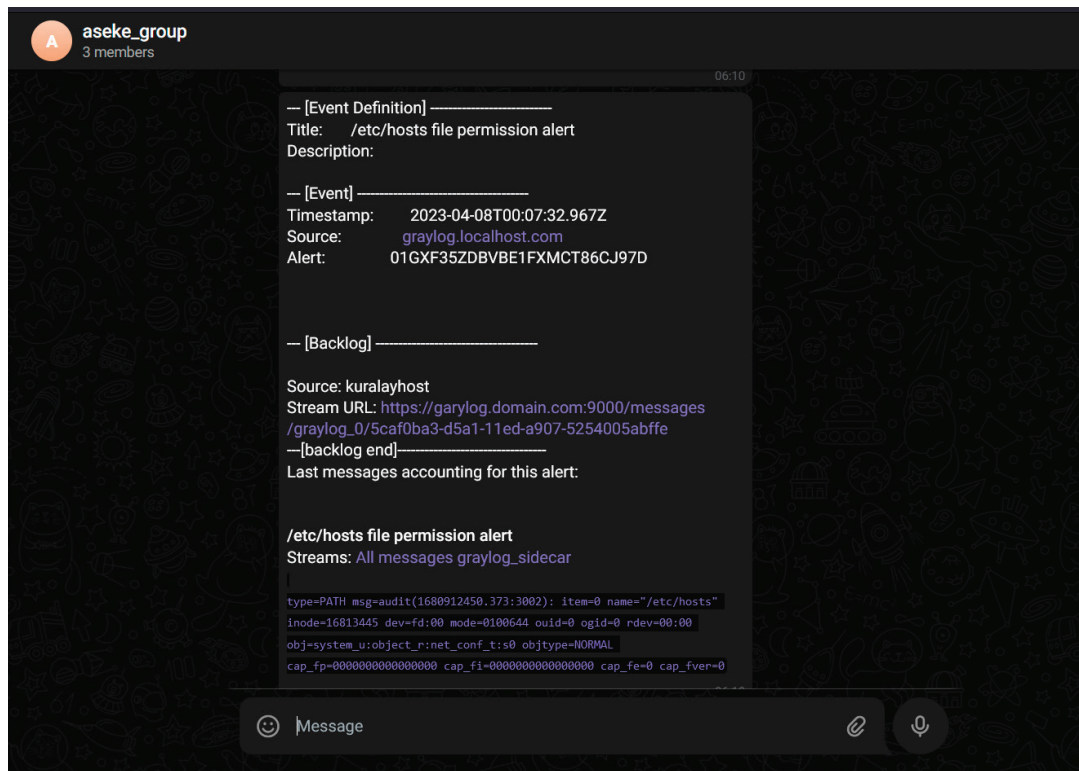 A
aseke_group
3 members
06:10
--- [Event Definition] ---------------------------
Title: /etc/hosts file permission alert
Description:
--- [Event] --------------------------------------
Timestamp: 2023-04-08T00:07:32.967Z
Source: graylog.localhost.com
Alert: 01GXF35ZDBVBE1FXMCT86CJ97D
--- [Backlog] ------------------------------------
Source: kuralayhost
Stream URL: https://garylog.domain.com:9000/messages
/graylog_0/5caf0ba3-d5a1-11ed-a907-5254005abffe
---[backlog end]---------------------------------
Last messages accounting for this alert:
/etc/hosts file permission alert
Streams: All messages graylog_sidecar
type=PATH msg=audit(1680912450.373:3002): item=0 name="/etc/hosts"
inode=16813445 dev=fd:00 mode=0100644 ouid=0 ogid=0 rdev=00:00
obj=system_u:object_r:net_conf_t:s0 objtype=NORMAL
cap_fp=0000000000000000 cap_fi=0000000000000000 cap_fe=0 cap_fver=0
Message